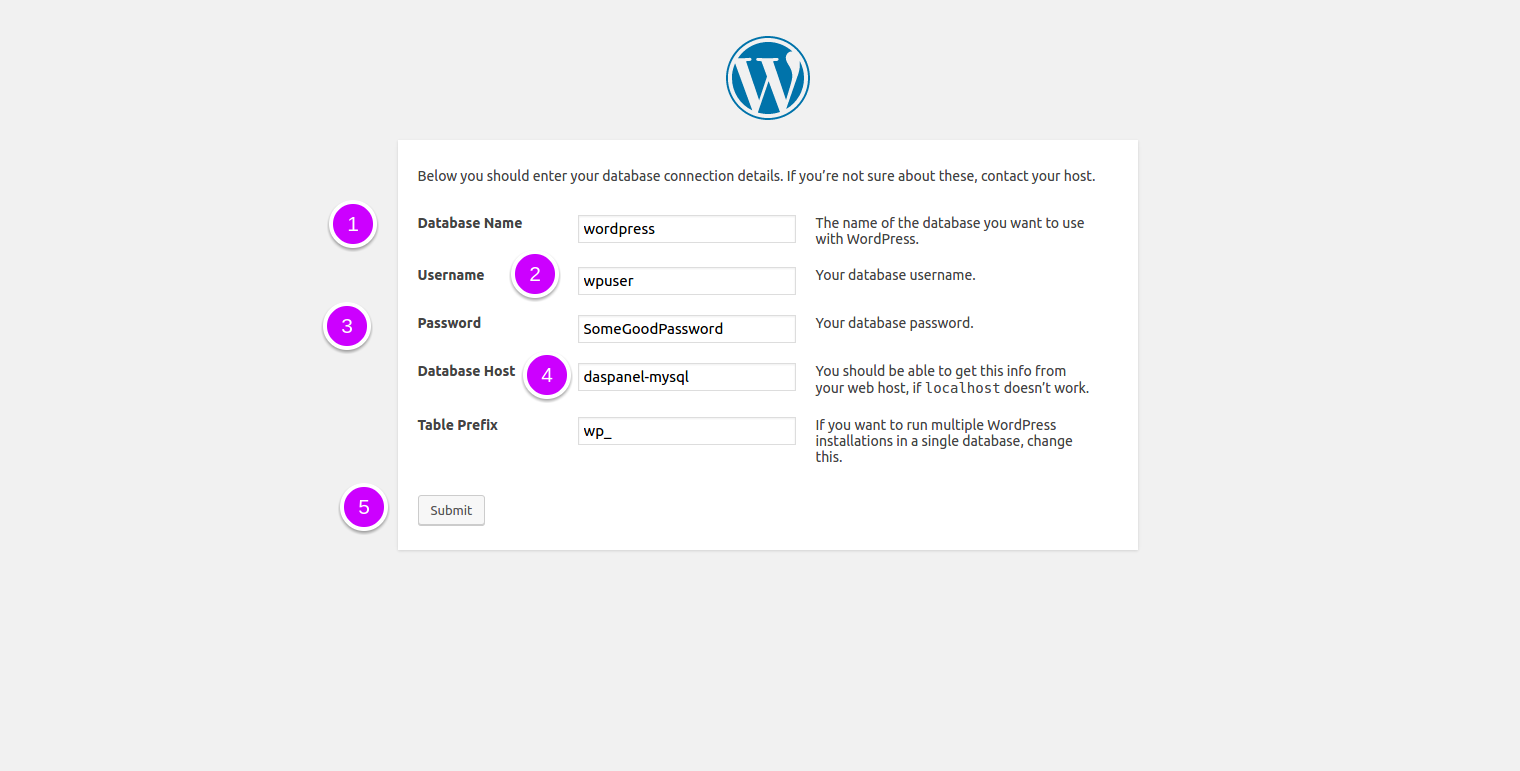 W
Below you should enter your database connection details. If you’re not sure about these, contact your host.
1
Database Name
wordpress
The name of the database you want to use
with WordPress.
Username
2
wpuser
Your database username.
3
Password
SomeGoodPassword
Your database password.
Database Host
4
daspanel-mysql
You should be able to get this info from
your web host, if localhost doesn’t work.
Table Prefix
wp_
If you want to run multiple WordPress
installations in a single database, change
this.
5
Submit